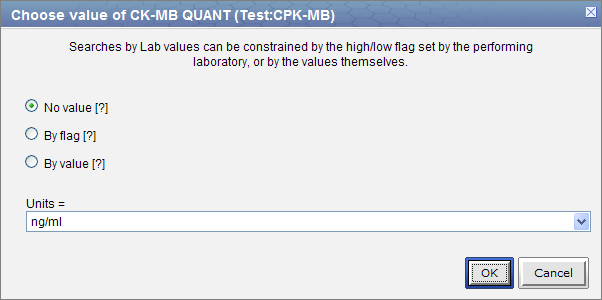 Choose value of CK-MB QUANT (Test:CPK-MB)
Searches by Lab values can be constrained by the high/low flag set by the performing
laboratory, or by the values themselves.
No value [?]
By flag [?]
By value [?]
Units =
ng/ml
OK Cancel